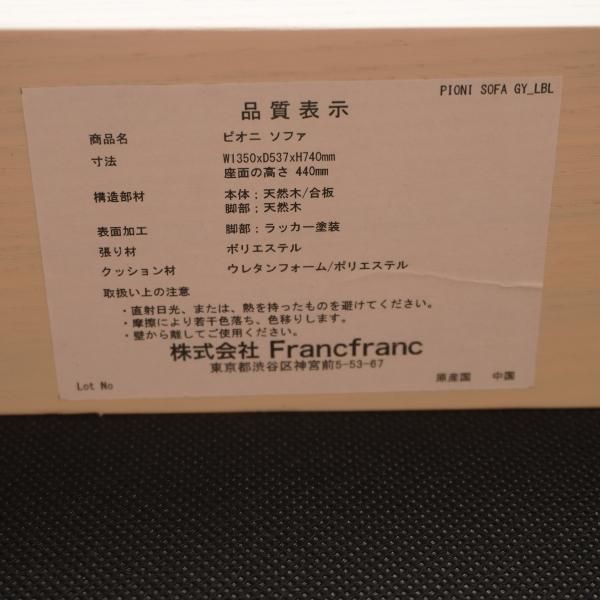 PIONI SOFA GY_LBL
品質表示
商品名 ピオニ ソファ
寸法 W1350xD537xH740mm
座面の高さ 440mm
構造部材 本体；天然木/合板
脚部；天然木
表面加工 脚部：ラッカー塗装
張り材 ポリエステル
クッション材 ウレタンフォーム/ポリエステル
取扱い上の注意
・直射日光、または、熱を持ったものを避けてください。
・摩擦により若干色落ち、色移りします。
・壁から離してご使用ください。
株式会社 Francfranc
東京都渋谷区神宮前5-53-67
Lot No 原産国 中国